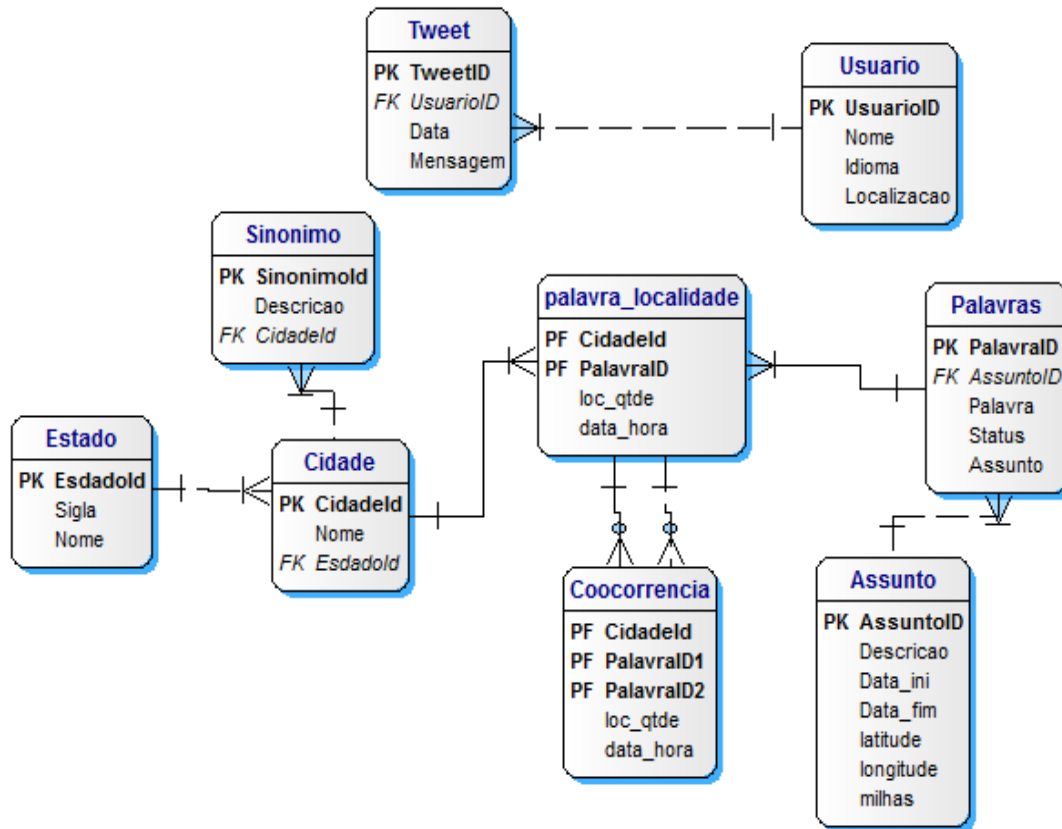 Tweet
PK TweetID
FK UsuarioID
Data
Mensagem
Usuario
PK UsuarioID
Nome
Idioma
Localizacao
Sinonimo
PK SinonimoId
Descricao
FK CidadeId
palavra_localidade
PF CidadeId
PF PalavraID
loc_qtde
data_hora
Palavras
PK PalavraID
FK AssuntoID
Palavra
Status
Assunto
Estado
PK EsdadoId
Sigla
Nome
Cidade
PK CidadeId
Nome
FK EsdadoId
Coocorrencia
PF CidadeId
PF PalavraID1
PF PalavraID2
loc_qtde
data_hora
Assunto
PK AssuntoID
Descricao
Data_ini
Data_fim
latitude
longitude
milhas